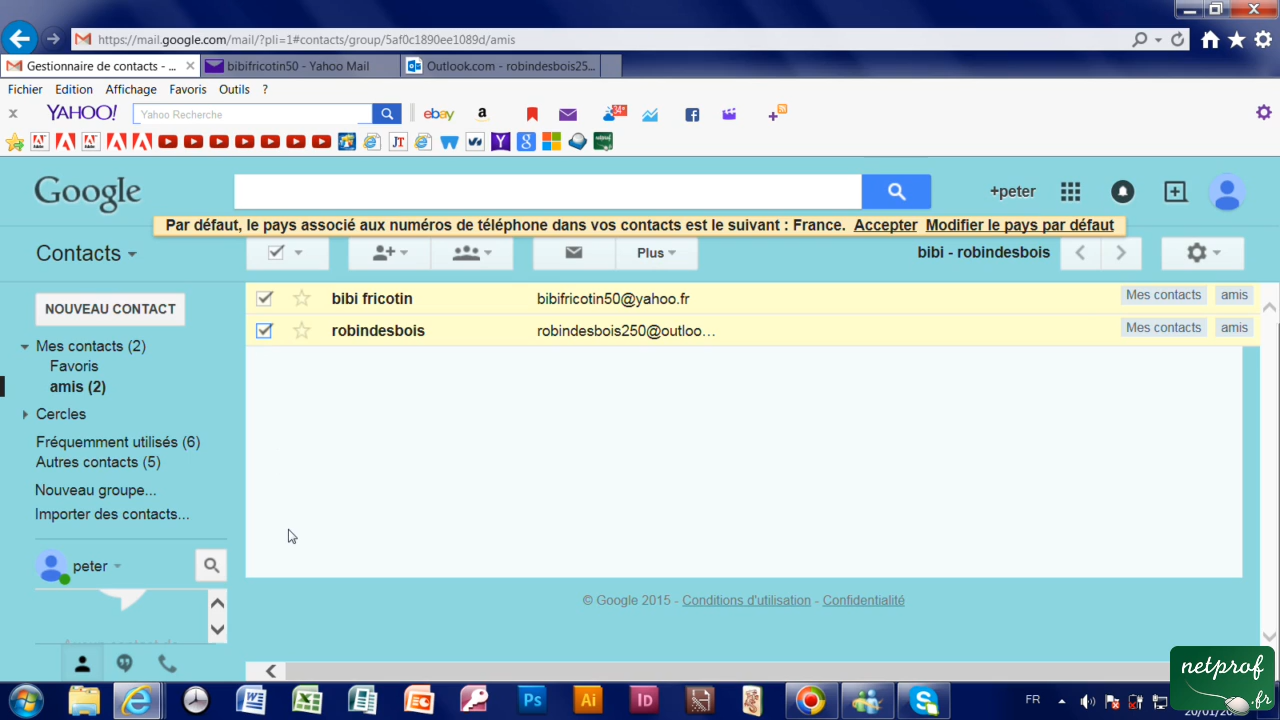 https://mail.google.com/mail/?pli=1#contacts/group/5af0c1890ee1089d/amis
Gestionnaire de contacts - ...
bibifricotin50 - Yahoo Mail
Outlook.com - robindesbois25...
Fichier Edition Affichage Favoris Outils ?
YAHOO!
Yahoo Recherche
ebay
a
Google
+peter
Par défaut, le pays associé aux numéros de téléphone dans vos contacts est le suivant : France. Accepter Modifier le pays par défaut
Contacts
Plus
bibi - robindesbois
NOUVEAU CONTACT
bibi fricotin bibifricotin50@yahoo.fr Mes contacts amis
robindesbois robindesbois250@outloo... Mes contacts amis
Mes contacts (2)
Favoris
amis (2)
Cercles
Fréquemment utilisés (6)
Autres contacts (5)
Nouveau groupe...
Importer des contacts...
peter
© Google 2015 - Conditions d'utilisation - Confidentialité
Ps
Ai
ID
FR
netprof
.fr